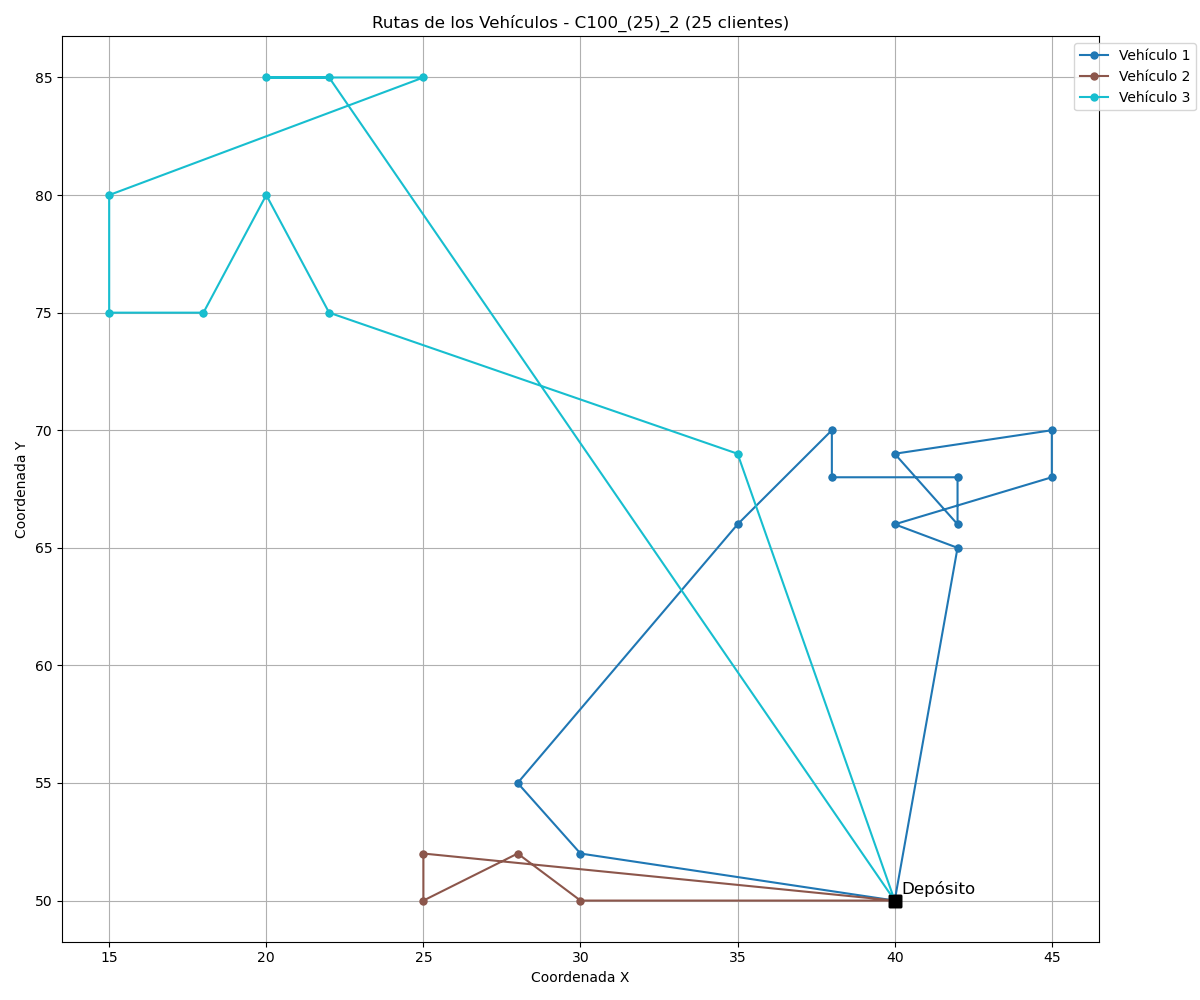 Rutas de los Vehículos - C100_(25)_2 (25 clientes)
Vehículo 1
Vehículo 2
Vehículo 3
Coordenada Y
85
80
75
70
65
60
55
50
Depósito
15 20 25 30 35 40 45
Coordenada X